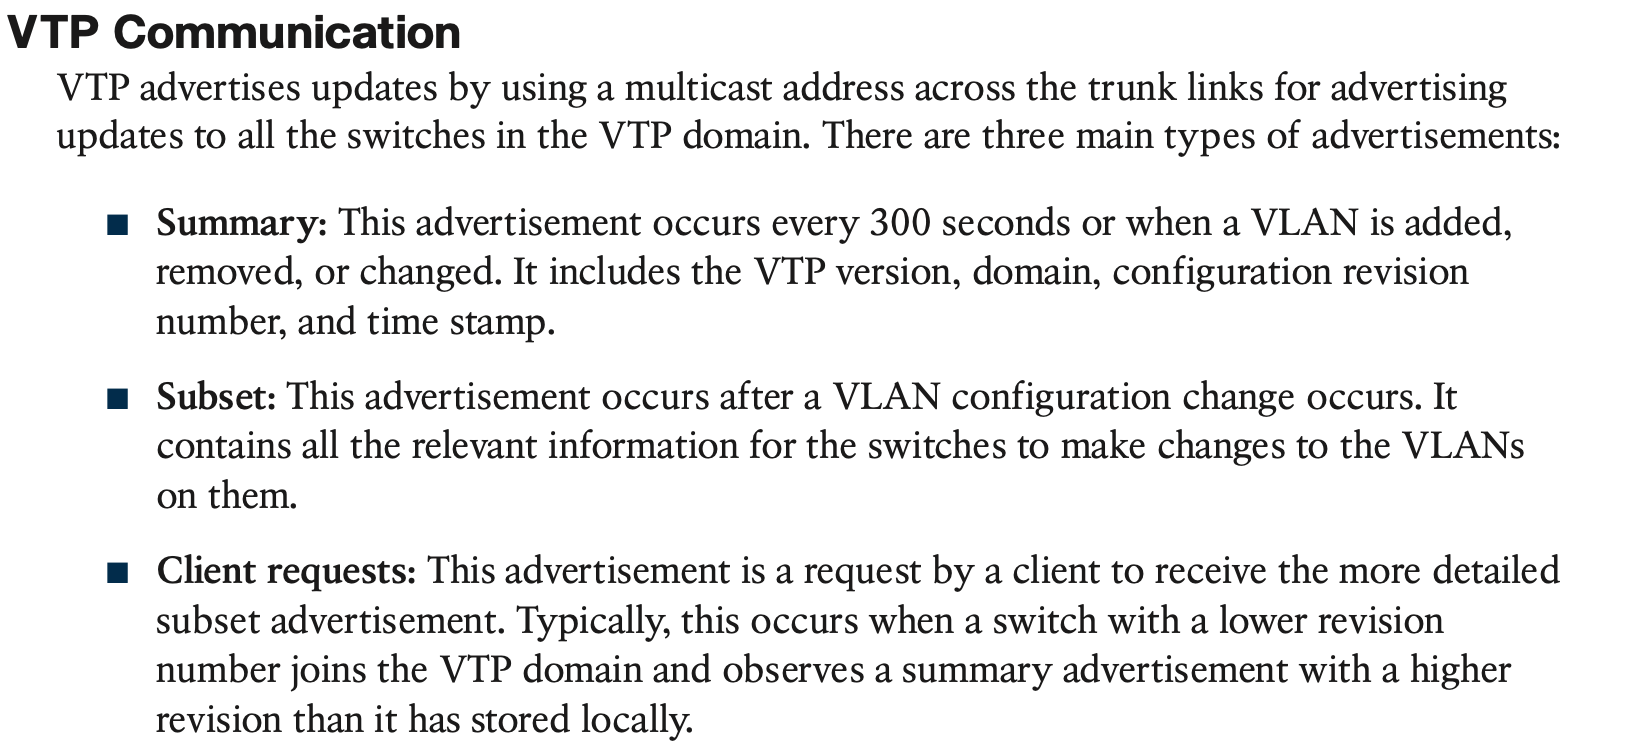 VTP Communication
VTP advertises updates by using a multicast address across the trunk links for advertising
updates to all the switches in the VTP domain. There are three main types of advertisements:
■ Summary: This advertisement occurs every 300 seconds or when a VLAN is added,
removed, or changed. It includes the VTP version, domain, configuration revision
number, and time stamp.
■ Subset: This advertisement occurs after a VLAN configuration change occurs. It
contains all the relevant information for the switches to make changes to the VLANs
on them.
■ Client requests: This advertisement is a request by a client to receive the more detailed
subset advertisement. Typically, this occurs when a switch with a lower revision
number joins the VTP domain and observes a summary advertisement with a higher
revision than it has stored locally.